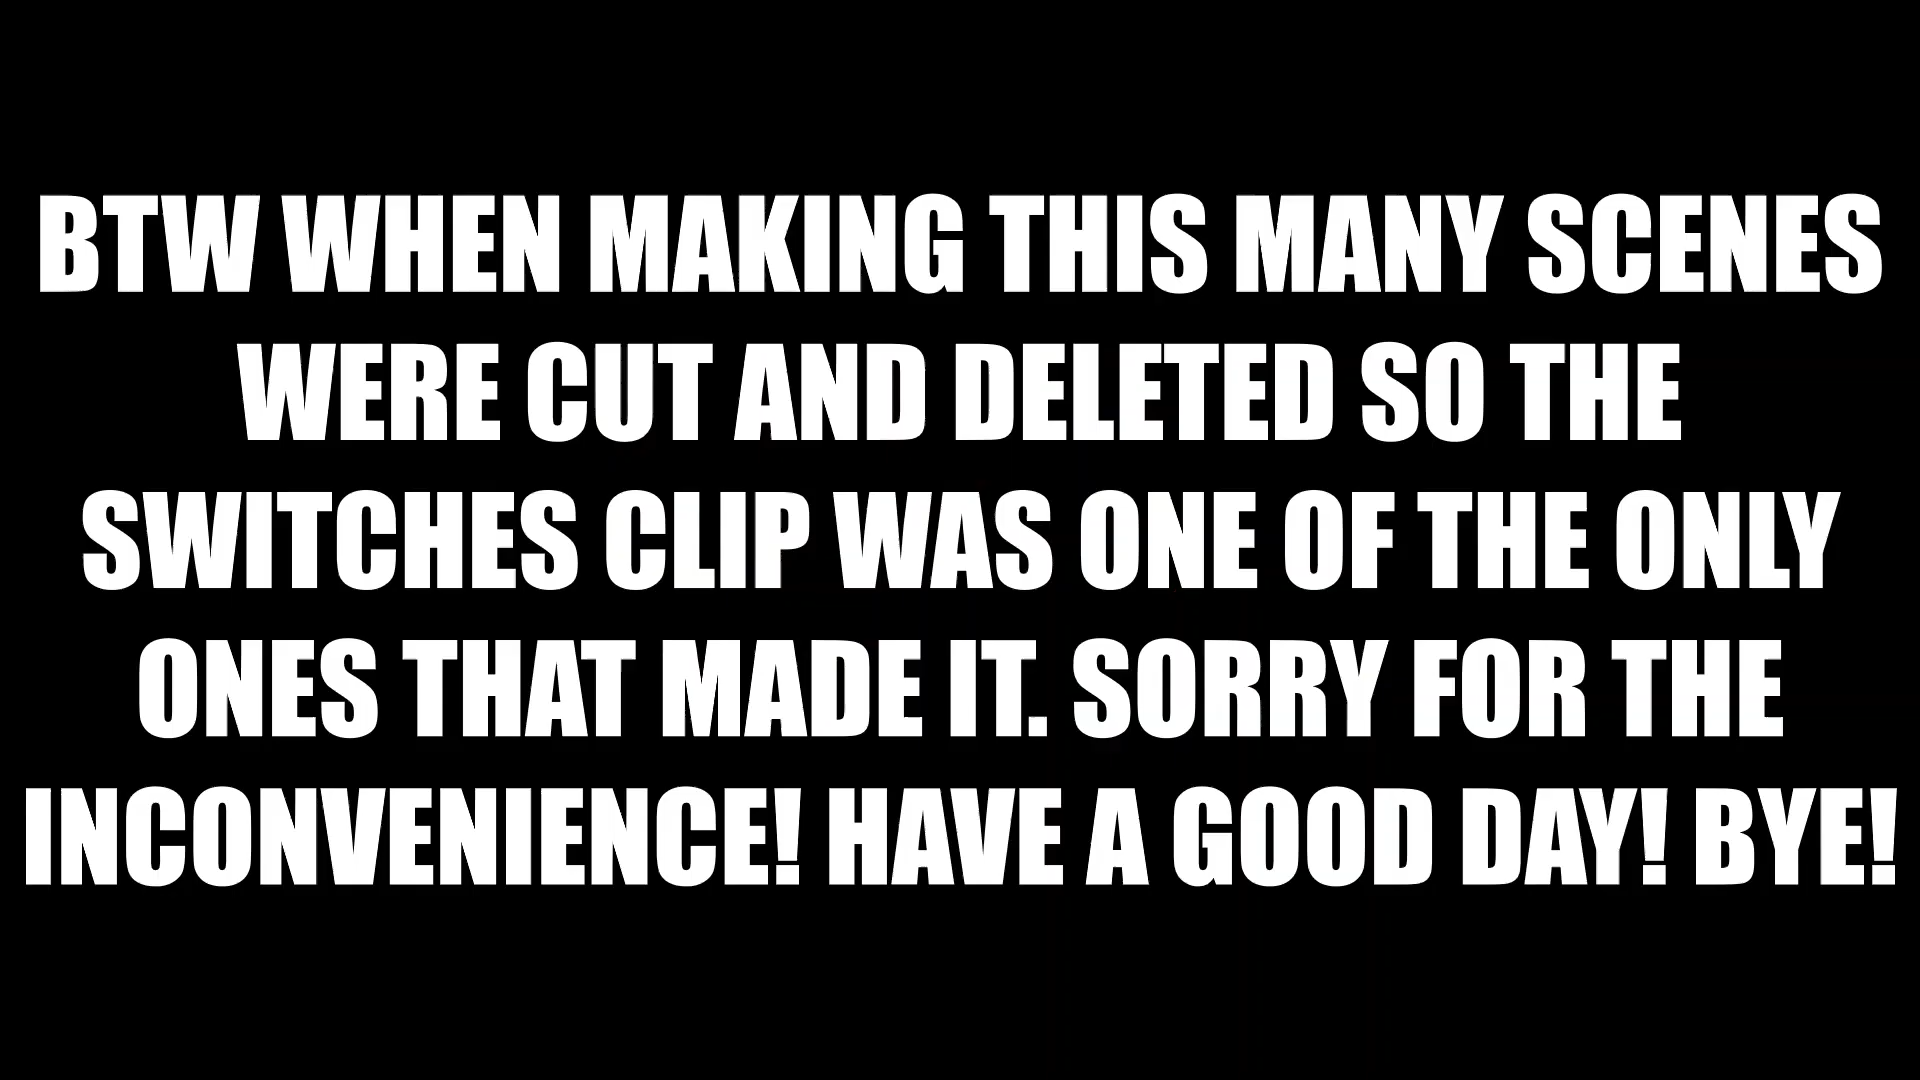 BTW WHEN MAKING THIS MANY SCENES
WERE CUT AND DELETED SO THE
SWITCHES CLIP WAS ONE OF THE ONLY
ONES THAT MADE IT. SORRY FOR THE
INCONVENIENCE! HAVE A GOOD DAY! BYE!